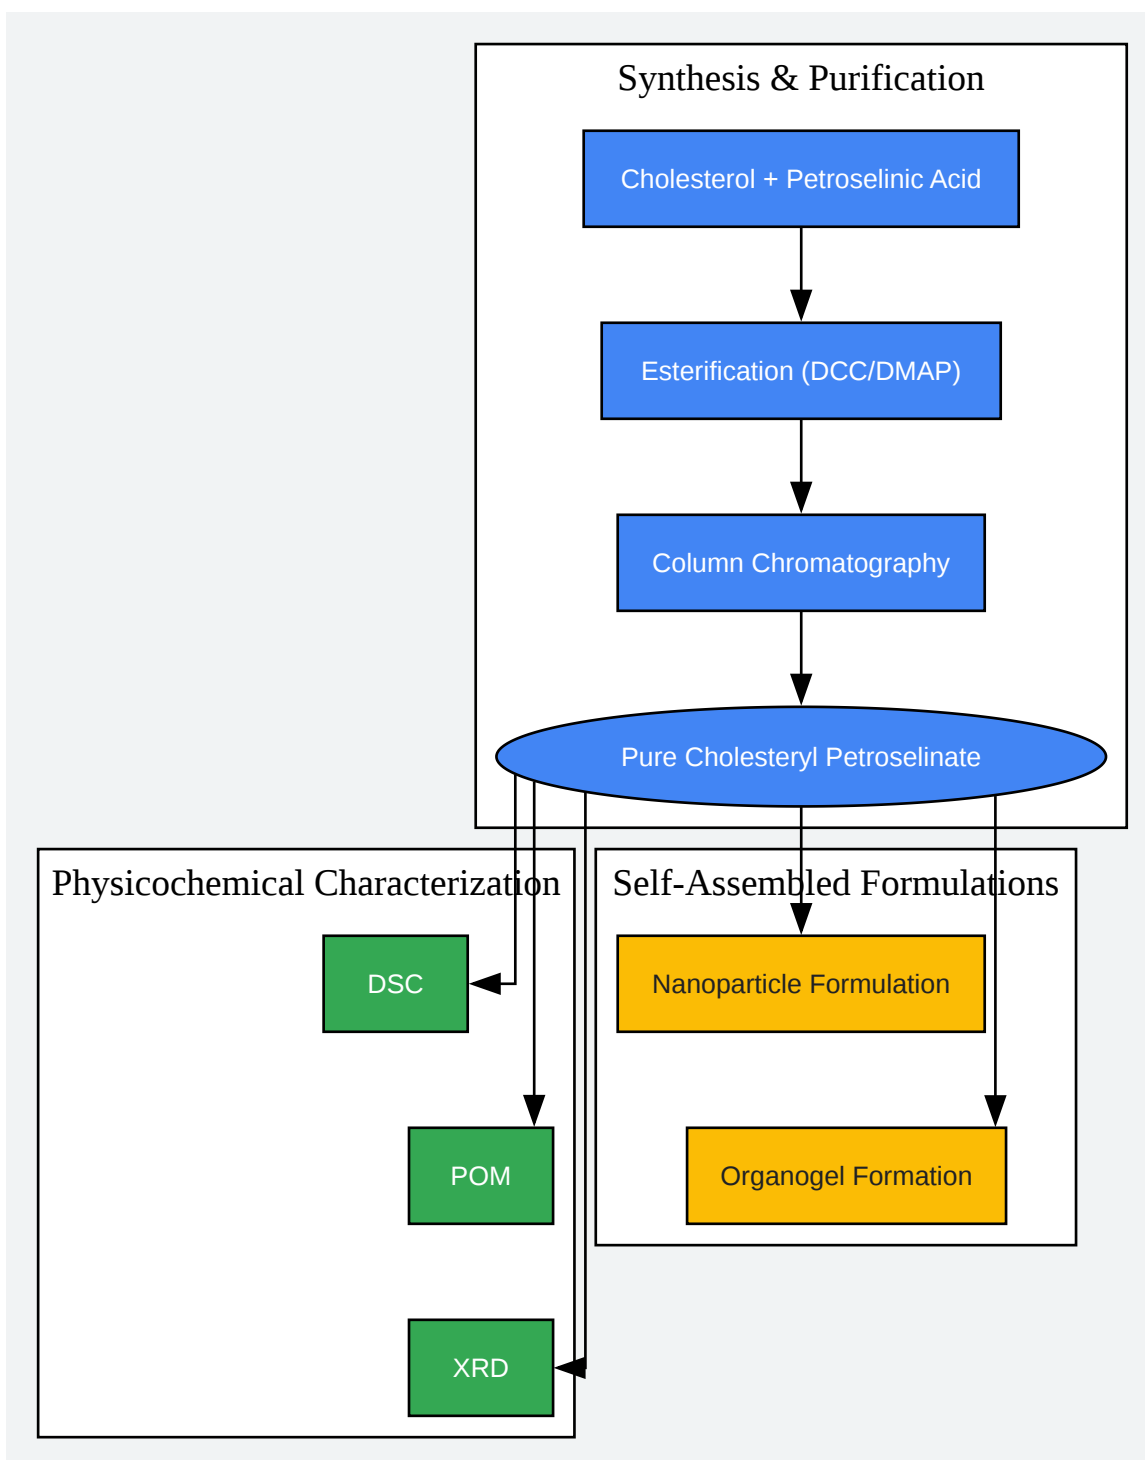 Synthesis & Purification
Cholesterol + Petroselinic Acid
Esterification (DCC/DMAP)
Column Chromatography
Pure Cholesteryl Petroselinate
Physicochemical Characterization
DSC
POM
XRD
Self-Assembled Formulations
Nanoparticle Formulation
Organogel Formation